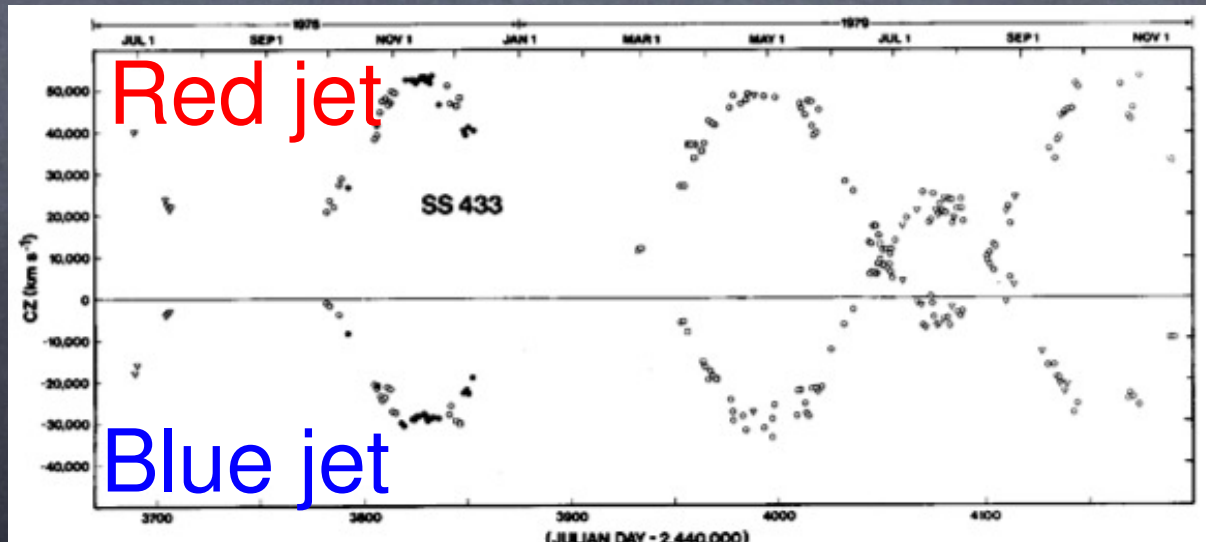 1978 1979
JUL 1 SEP 1 NOV 1 JAN 1 MAR 1 MAY 1 JUL 1 SEP 1 NOV 1
Red jet
50,000
40,000
30,000
SS 433
20,000
10,000
0
-10,000
-20,000
-30,000
-40,000
CZ (km s⁻¹)
Blue jet
3700 3800 3900 4000 4100
(JULIAN DAY - 2,440,000)